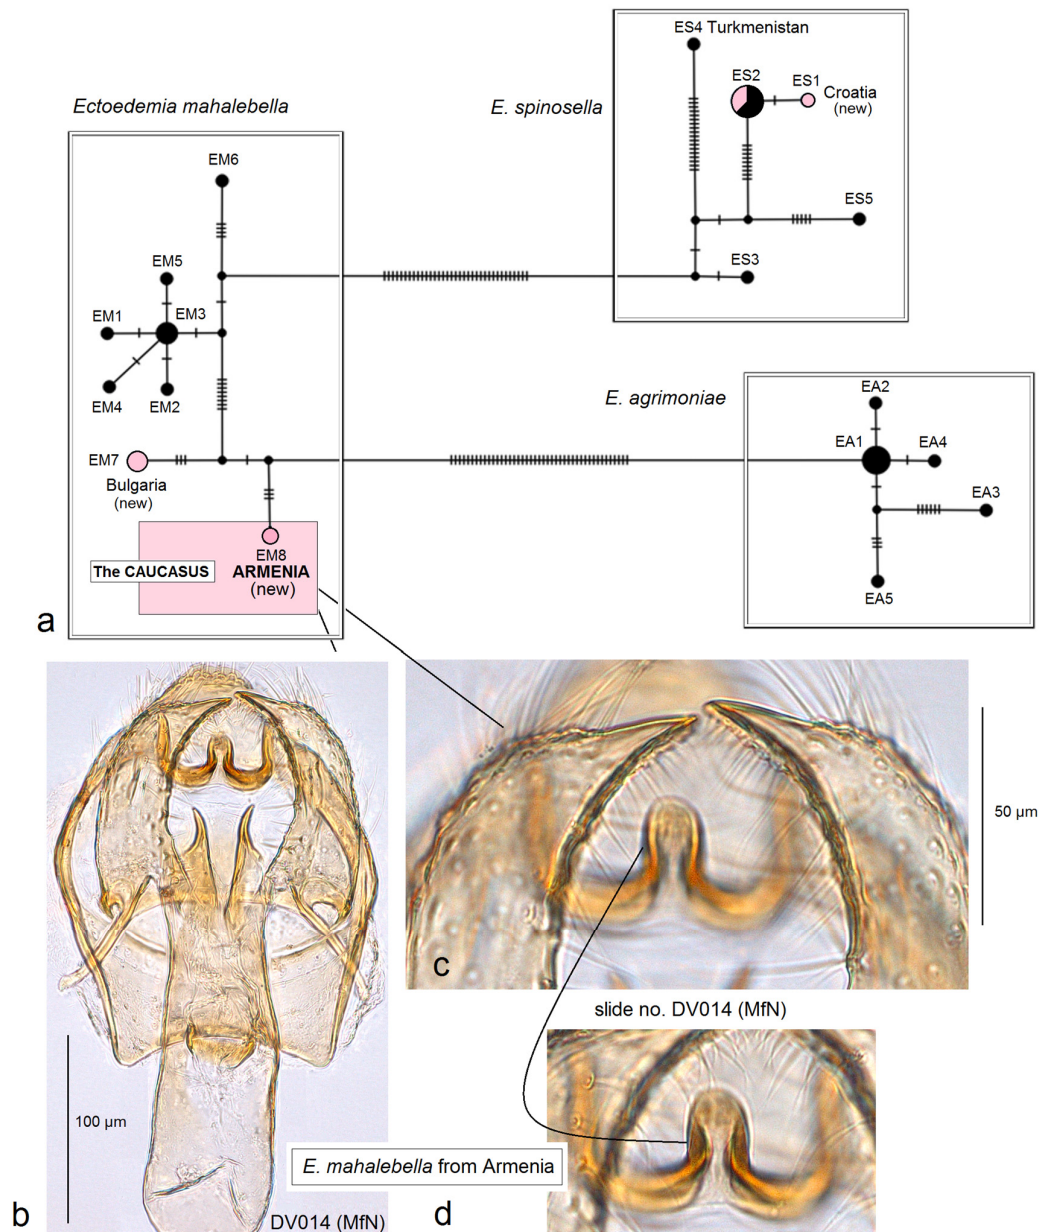 ES4 Turkmenistan
ES2
ES1
Croatia
(new)
Ectoedemia mahalebella
E. spinosella
EM6
ES5
EM5
ES3
EM1
EM3
EM4
EM2
E. agrimoniae
EA2
EA1
EA4
EM7
Bulgaria
(new)
EA3
EM8
The CAUCASUS
ARMENIA
(new)
EA5
a
50 µm
c
slide no. DV014 (MfN)
100 µm
E. mahalebella from Armenia
b
DV014 (MfN)
d